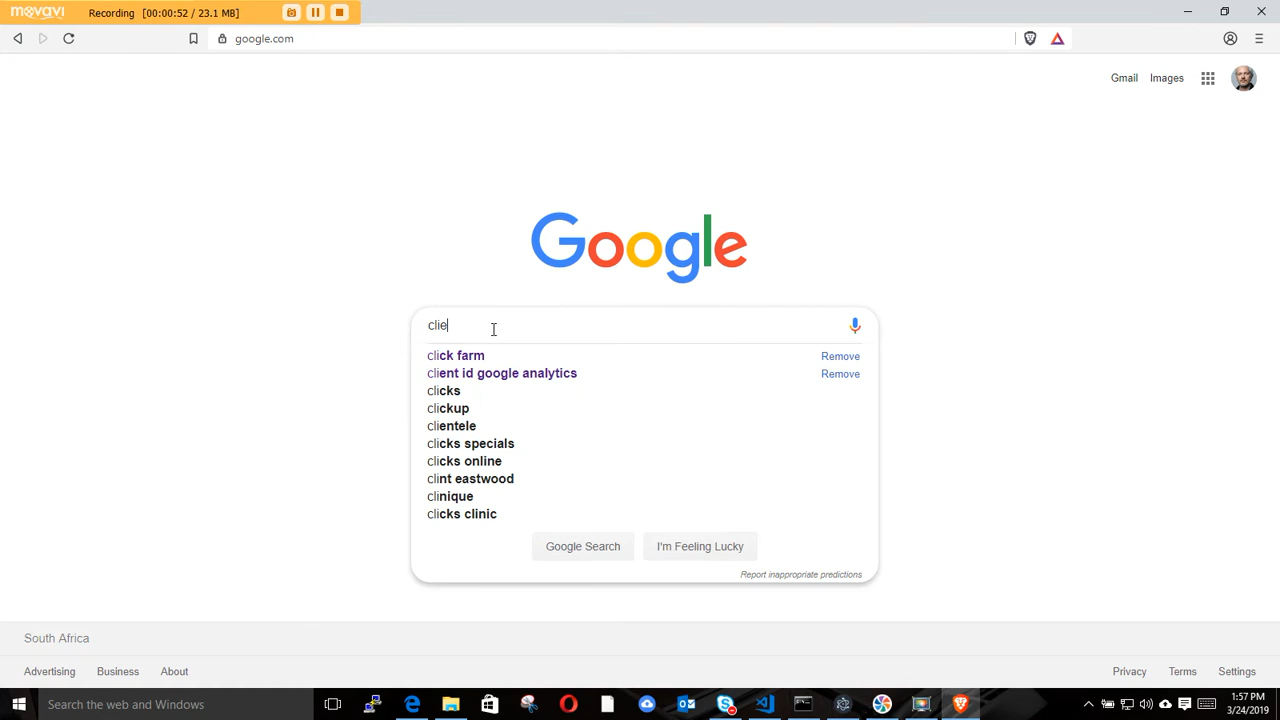 movavi Recording [00:00:52 / 23.1 MB]
google.com
Gmail Images
Google
clie
click farm Remove
client id google analytics Remove
clicks
clickup
clientele
clicks specials
clicks online
clint eastwood
clinique
clicks clinic
Google Search I'm Feeling Lucky
Report inappropriate predictions
South Africa
Advertising Business About Privacy Terms Settings
Search the web and Windows
1:57 PM
3/24/2019